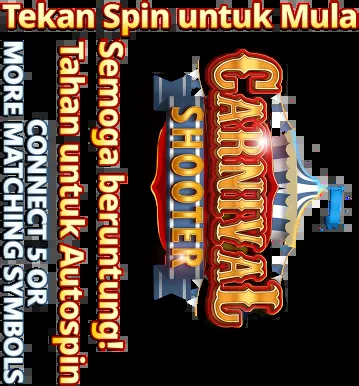 Tekan Spin untuk Mula
CARNIVAL
SHOOTER
Semoga beruntung!
Tahan untuk Autospin
CONNECT 5 OR
MORE MATCHING SYMBOLS